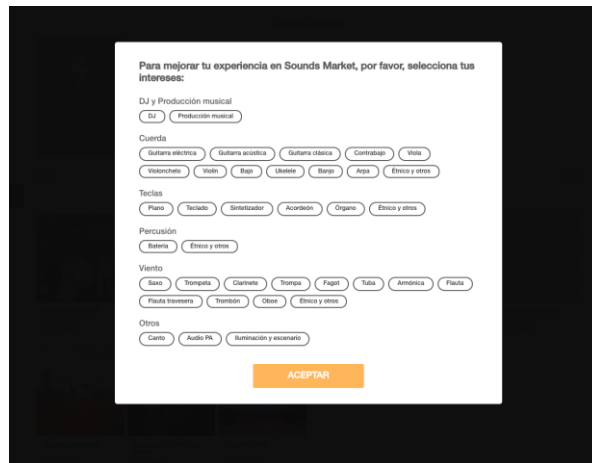 Para mejorar tu experiencia en Sounds Market, por favor, selecciona tus
intereses:
DJ y Producción musical
DJ Producción musical
Cuerda
Guitarra eléctrica Guitarra acústica Guitarra clásica Contrabajo Viola
Violonchelo Violín Bajo Ukelele Banjo Arpa Étnico y otros
Teclas
Piano Teclado Sintetizador Acordeón Órgano Étnico y otros
Percusión
Batería Étnico y otros
Viento
Saxo Trompeta Clarinete Trompa Fagot Tuba Armónica Flauta
Flauta travesera Trombón Oboe Étnico y otros
Otros
Canto Audio PA Iluminación y escenario
ACEPTAR